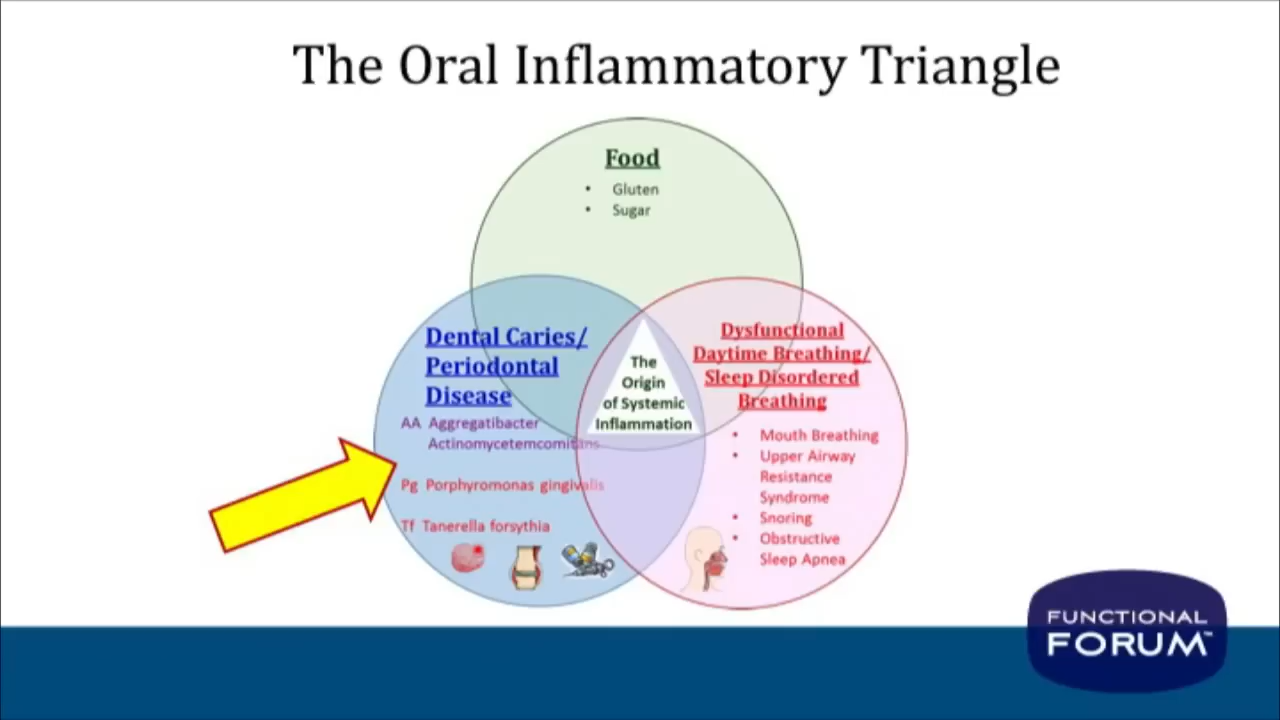 The Oral Inflammatory Triangle
Food
• Gluten
• Sugar
Dental Caries/
Periodontal
Disease
AA Aggregatibacter
Actinomycetemcomitans
Pg Porphyromonas gingivalis
Tf Tanerella forsythia
The
Origin
of Systemic
Inflammation
Dysfunctional
Daytime Breathing/
Sleep Disordered
Breathing
• Mouth Breathing
• Upper Airway
Resistance
Syndrome
• Snoring
• Obstructive
Sleep Apnea
FUNCTIONAL
FORUM™